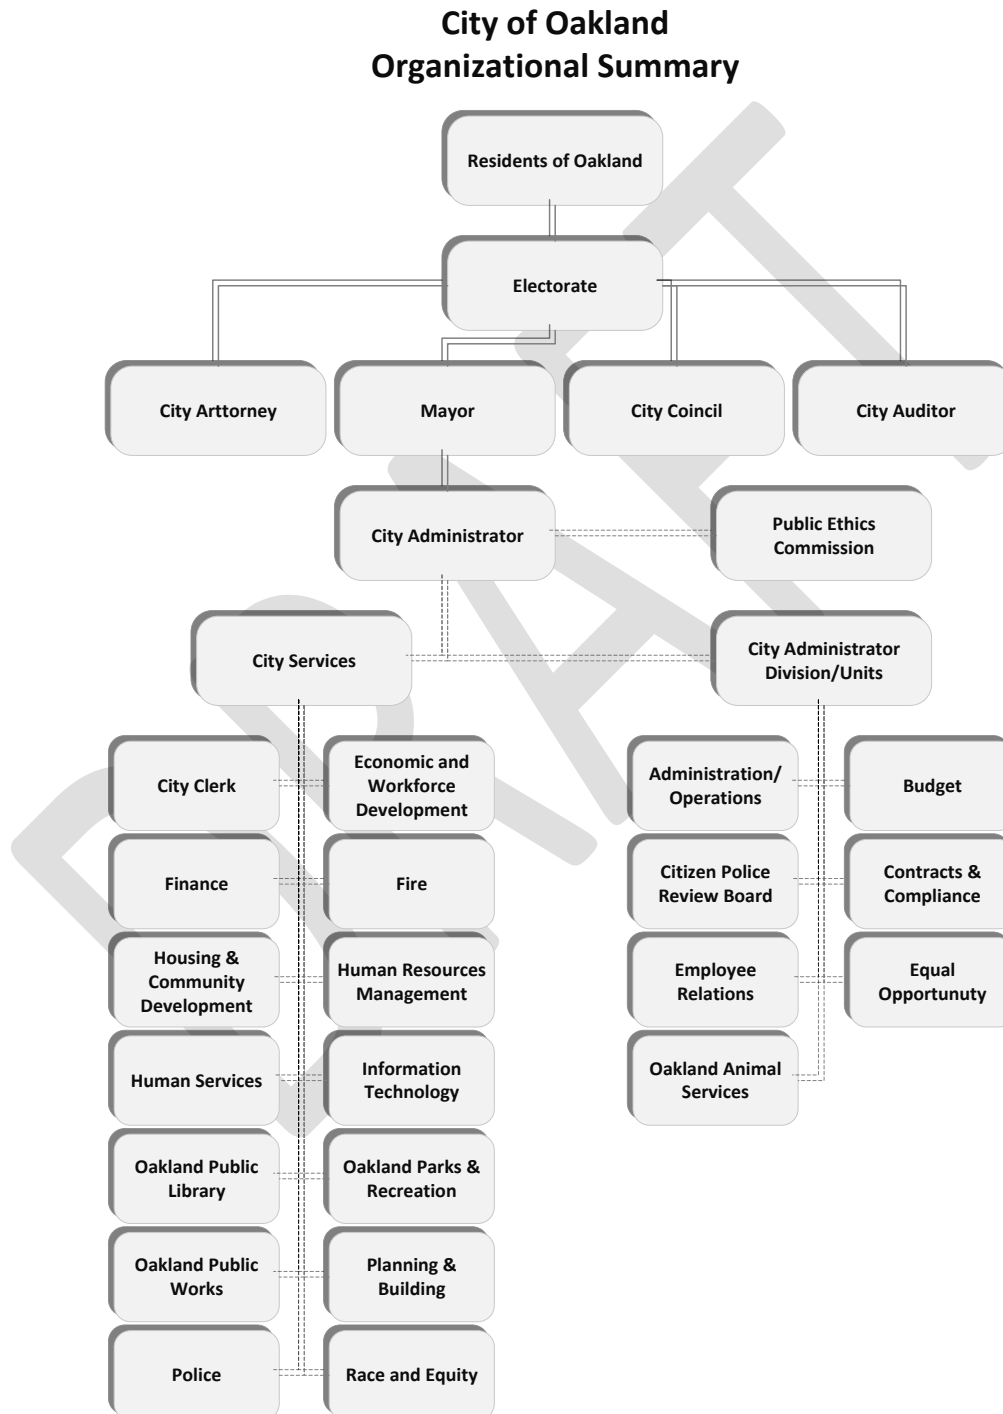 City of Oakland
Organizational Summary
Residents of Oakland
Electorate
City Arttorney
Mayor
City Coincil
City Auditor
City Administrator
Public Ethics
Commission
City Services
City Administrator
Division/Units
City Clerk
Economic and
Workforce
Development
Administration/
Operations
Budget
Finance
Fire
Citizen Police
Review Board
Contracts &
Compliance
Housing &
Community
Development
Human Resources
Management
Employee
Relations
Equal
Opportunuty
Human Services
Information
Technology
Oakland Animal
Services
Oakland Public
Library
Oakland Parks &
Recreation
Oakland Public
Works
Planning &
Building
Police
Race and Equity
DRAFT